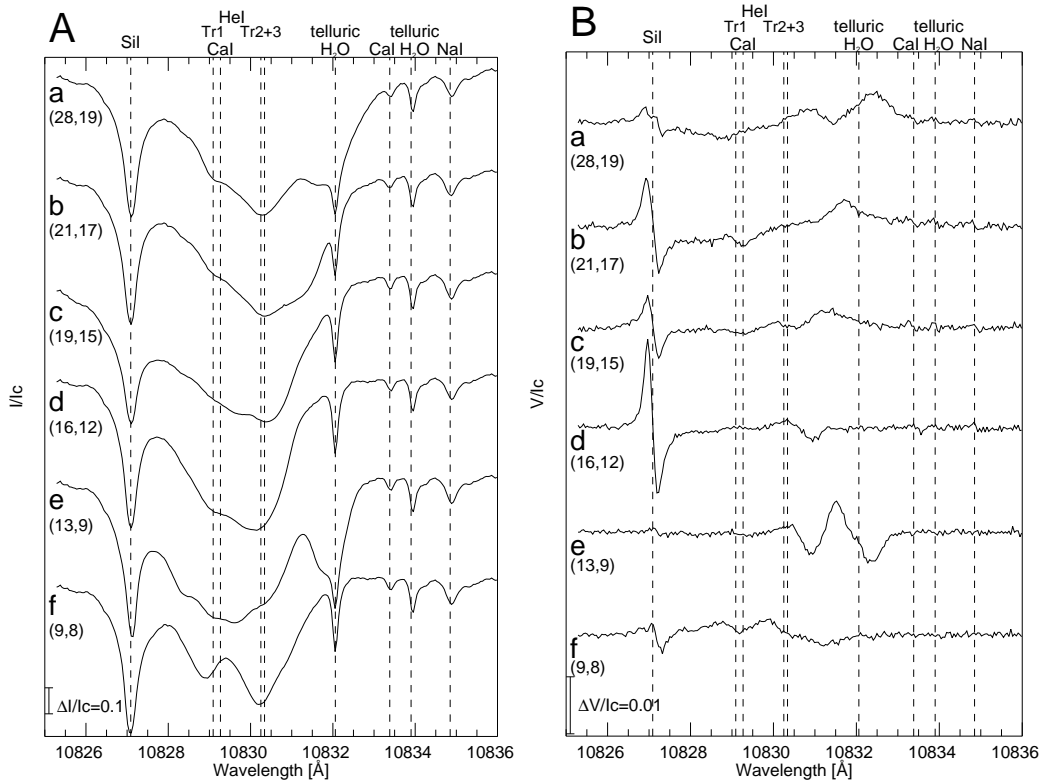 A
HeI
Tr1 Tr2+3 telluric telluric
SiI CaI H₂O CaI H₂O NaI
a
(28,19)
b
(21,17)
c
(19,15)
d
(16,12)
e
(13,9)
f
(9,8)
ΔI/Ic=0.1
I/Ic
10826 10828 10830 10832 10834 10836
Wavelength [Å]
B
HeI
Tr1 Tr2+3 telluric telluric
SiI CaI H₂O CaI H₂O NaI
a
(28,19)
b
(21,17)
c
(19,15)
d
(16,12)
e
(13,9)
f
(9,8)
ΔV/Ic=0.01
V/Ic
10826 10828 10830 10832 10834 10836
Wavelength [Å]